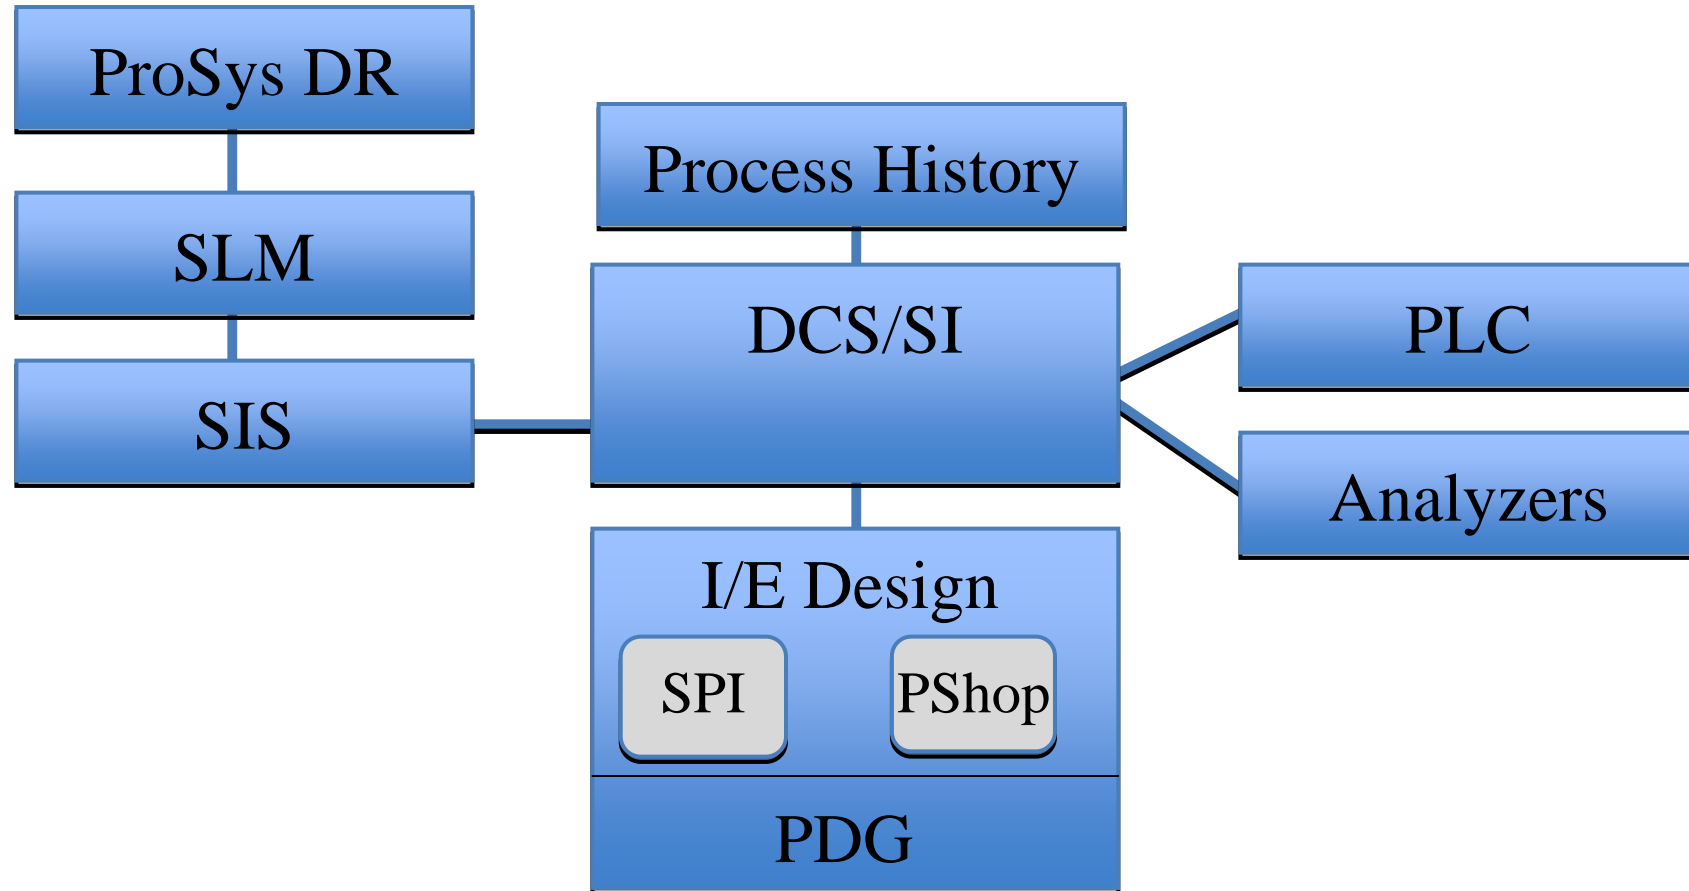 ProSys DR
SLM
SIS
Process History
DCS/SI
I/E Design
SPI
PShop
PDG
PLC
Analyzers